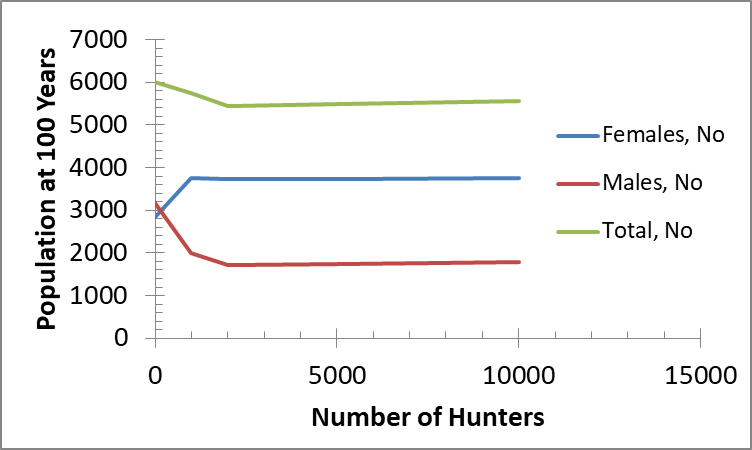 Population at 100 Years
7000
6000
5000
4000
3000
2000
1000
0
0 5000 10000 15000
Number of Hunters
Females, No
Males, No
Total, No